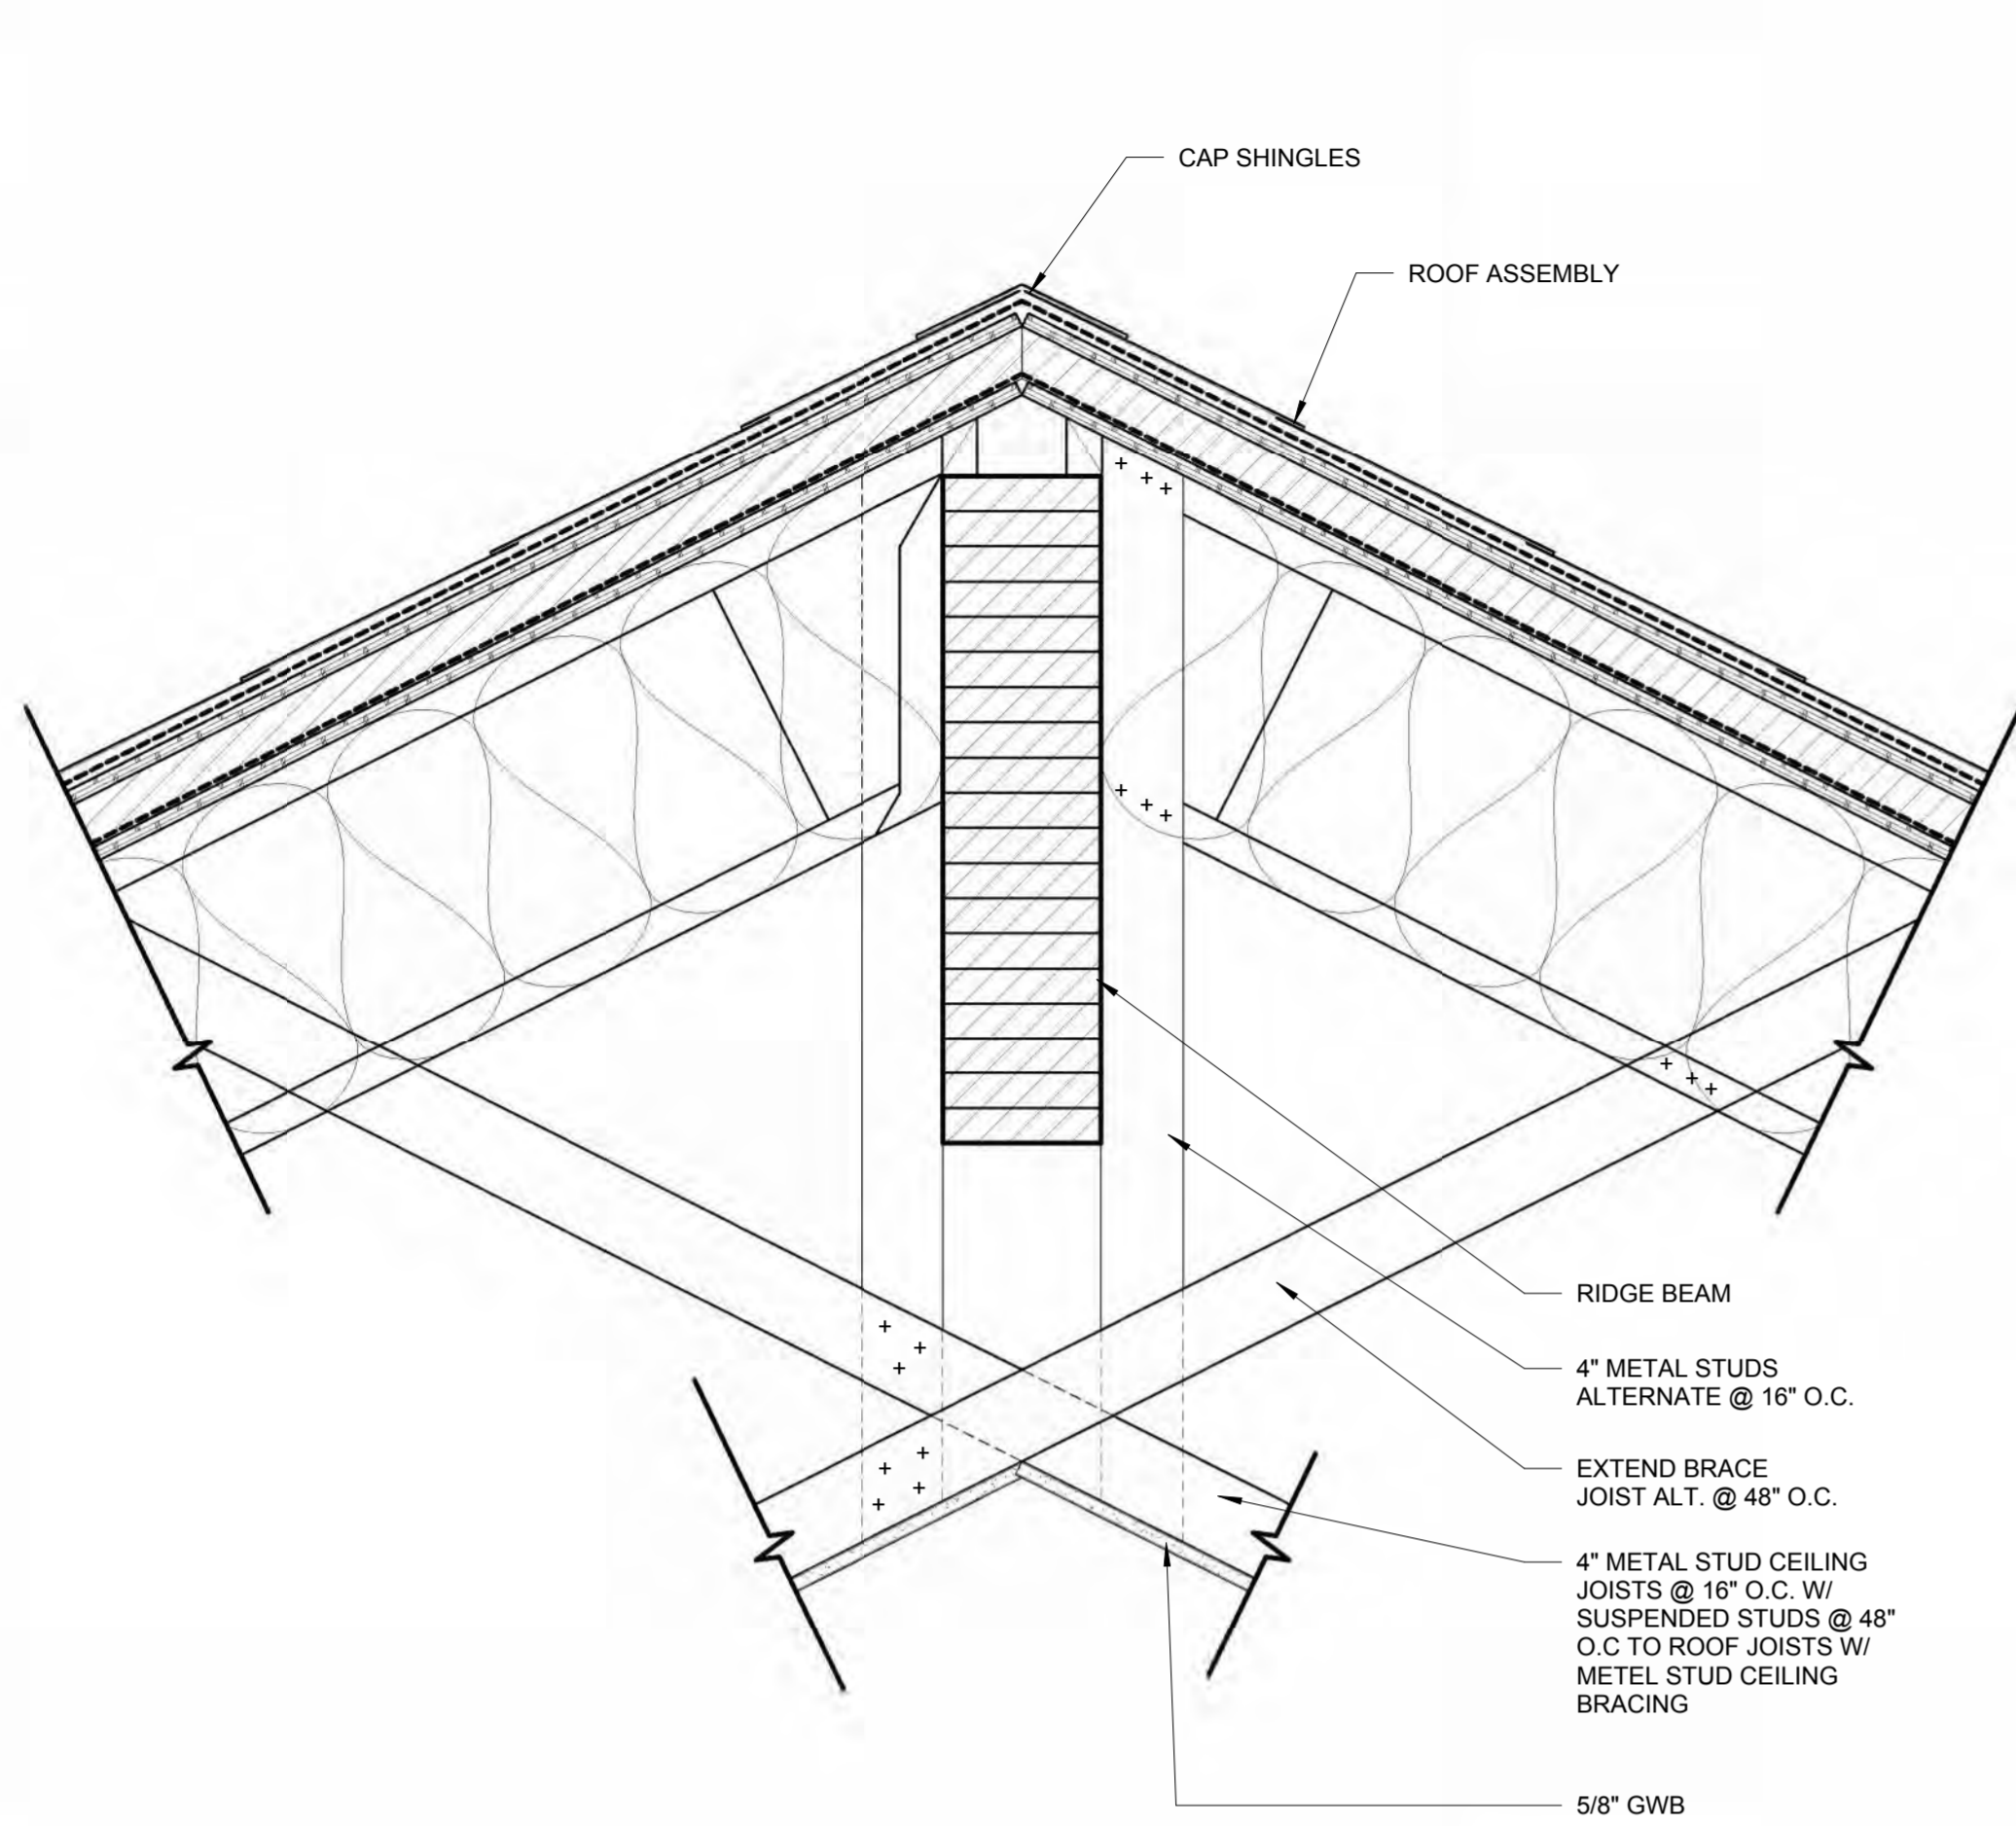 CAP SHINGLES
ROOF ASSEMBLY
RIDGE BEAM
4" METAL STUDS
ALTERNATE @ 16" O.C.
EXTEND BRACE
JOIST ALT. @ 48" O.C.
4" METAL STUD CEILING
JOISTS @ 16" O.C. W/
SUSPENDED STUDS @ 48"
O.C TO ROOF JOISTS W/
METEL STUD CEILING
BRACING
5/8" GWB